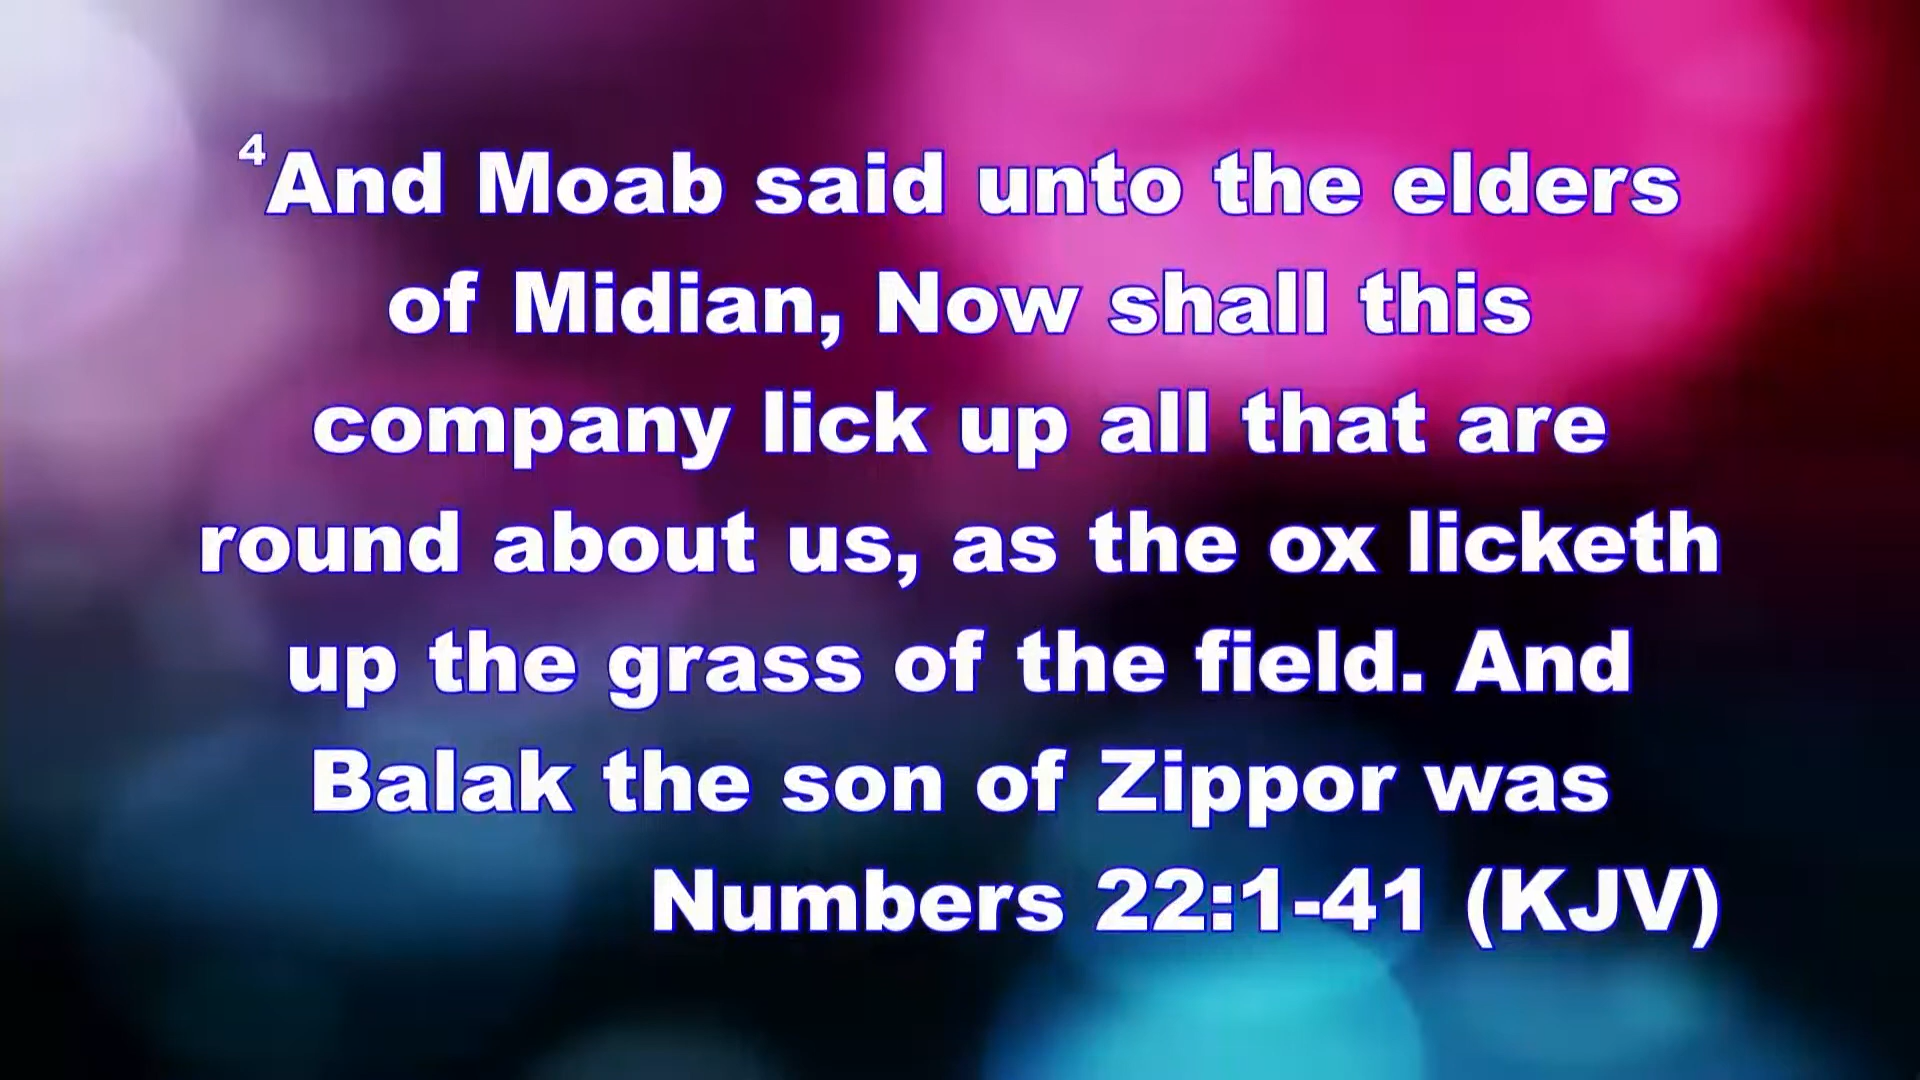 4And Moab said unto the elders
of Midian, Now shall this
company lick up all that are
round about us, as the ox licketh
up the grass of the field. And
Balak the son of Zippor was
Numbers 22:1-41 (KJV)